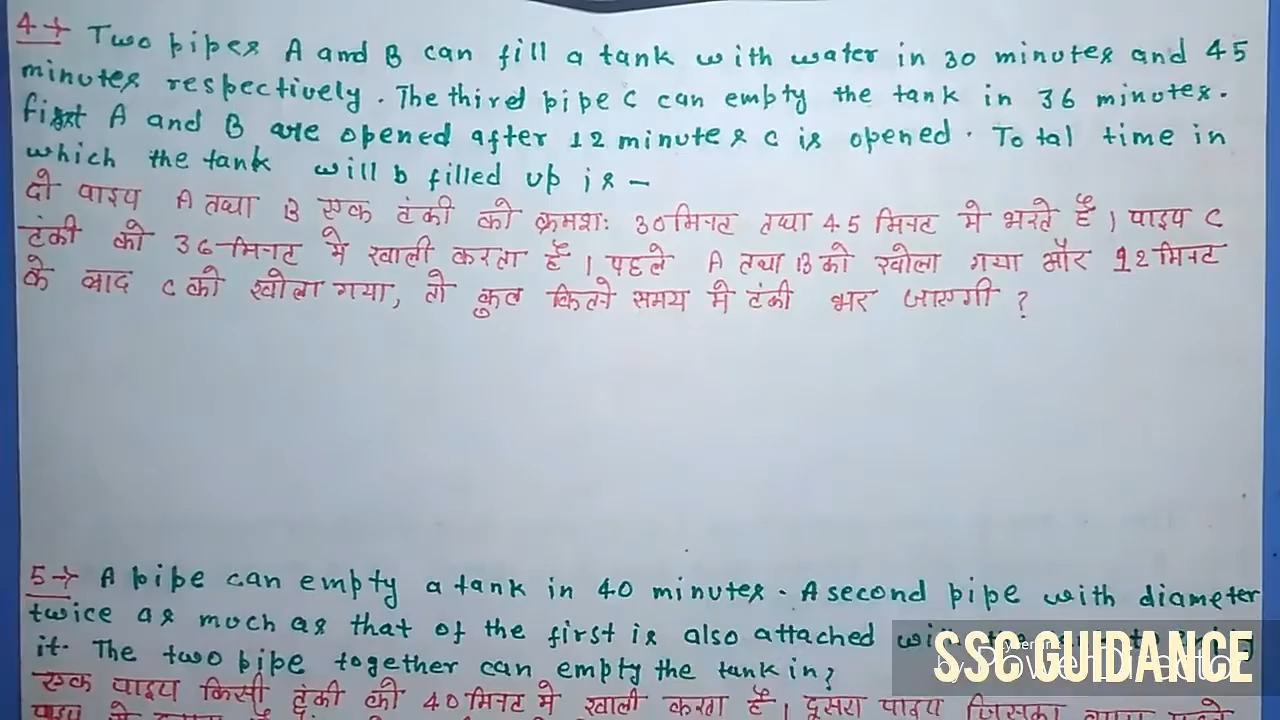 4→ Two pipes A and B can fill a tank with water in 30 minutes and 45
minutes respectively. The third pipe C can empty the tank in 36 minutes.
first A and B are opened after 12 minutes C is opened. Total time in
which the tank will b filled up is –
दो पाइप A तथा B एक टंकी को क्रमशः 30 मिनट तथा 45 मिनट मे भरते हैं । पाइप C
टंकी को 36 मिनट में खाली करता हैं । पहले A तथा B को खोला गया और 12 मिनट
के बाद C को खोला गया, तो कुल कितने समय मे टंकी भर जाएगी ?
5→ A pipe can empty a tank in 40 minutes. A second pipe with diameter
twice as much as that of the first is also attached with
it. The two pipe together can empty the tank in?
SSC GUIDANCE
एक पाइप किसी टंकी को 40 मिनट मे खाली करता हैं । दूसरा पाइप जिसका